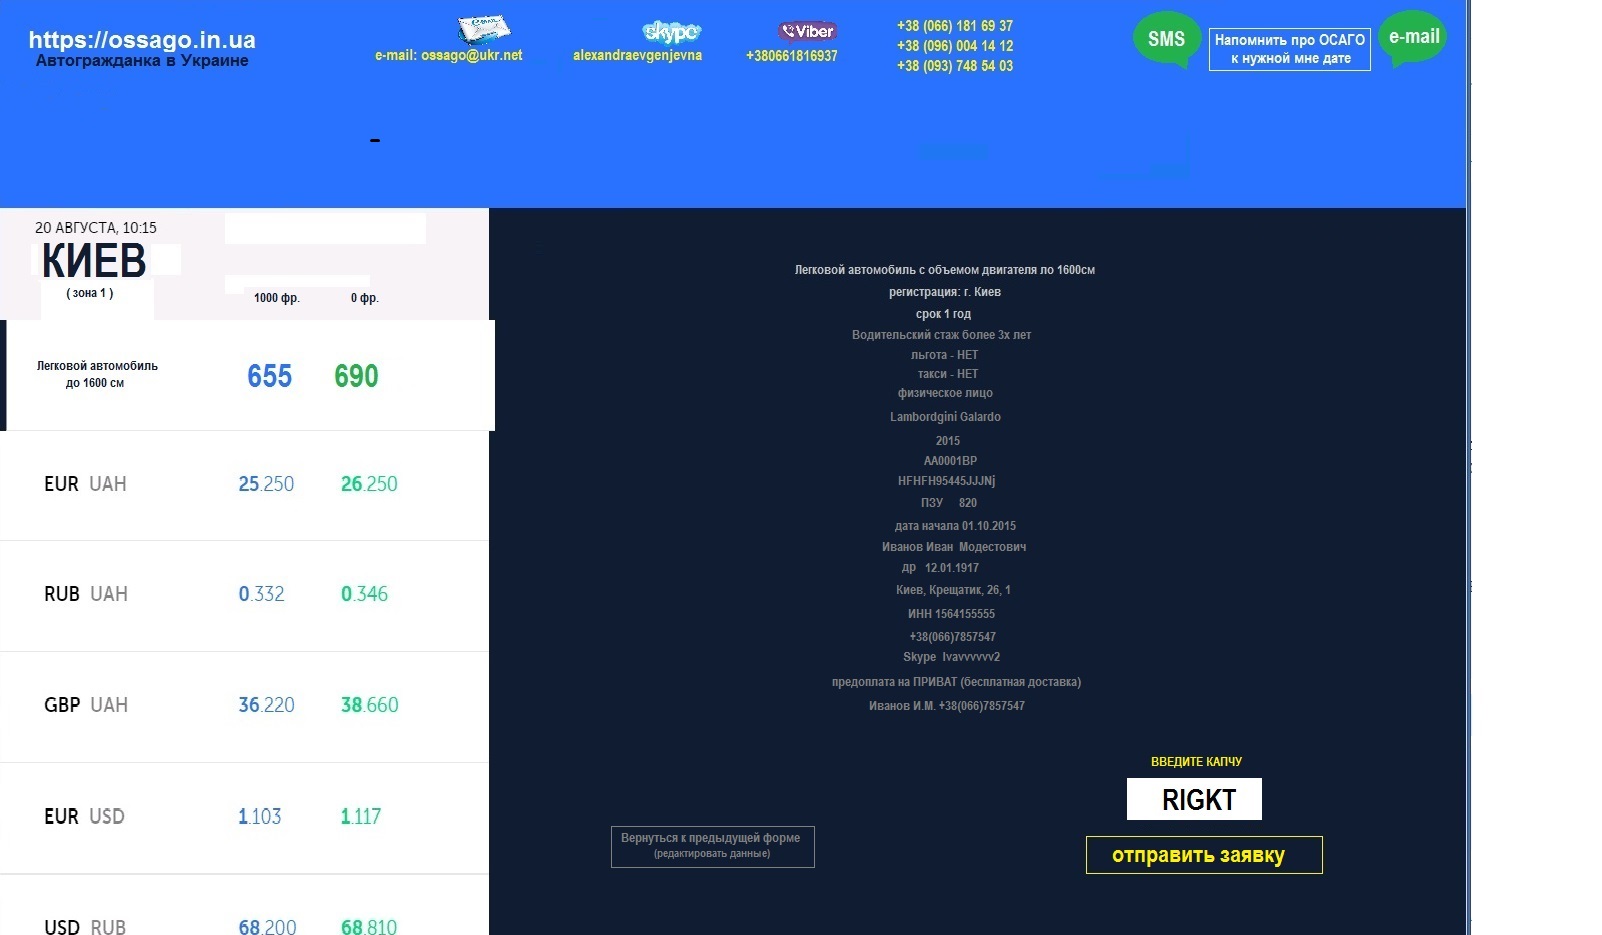 https://ossago.in.ua
Автогражданка в Украине
e-mail: ossago@ukr.net
skype
alexandraevgenjevna
Viber
+380661816937
+38 (066) 181 69 37
+38 (096) 004 14 12
+38 (093) 748 54 03
SMS
Напомнить про ОСАГО
к нужной мне дате
e-mail
20 АВГУСТА, 10:15
КИЕВ
( зона 1 )
1000 фр. 0 фр.
Легковой автомобиль
до 1600 см
655 690
EUR UAH 25.250 26.250
RUB UAH 0.332 0.346
GBP UAH 36.220 38.660
EUR USD 1.103 1.117
USD RUB 68.200 68.810
Легковой автомобиль с объемом двигателя ло 1600см
регистрация: г. Киев
срок 1 год
Водительский стаж более 3х лет
льгота - НЕТ
такси - НЕТ
физическое лицо
Lambordgini Galardo
2015
AA0001BP
HFHFH95445JJJNj
ПЗУ 820
дата начала 01.10.2015
Иванов Иван Модестович
др 12.01.1917
Киев, Крещатик, 26, 1
ИНН 1564155555
+38(066)7857547
Skype Ivavvvvvv2
предоплата на ПРИВАТ (бесплатная доставка)
Иванов И.М. +38(066)7857547
ВВЕДИТЕ КАПЧУ
RIGKT
Вернуться к предыдущей форме
(редактировать данные)
отправить заявку